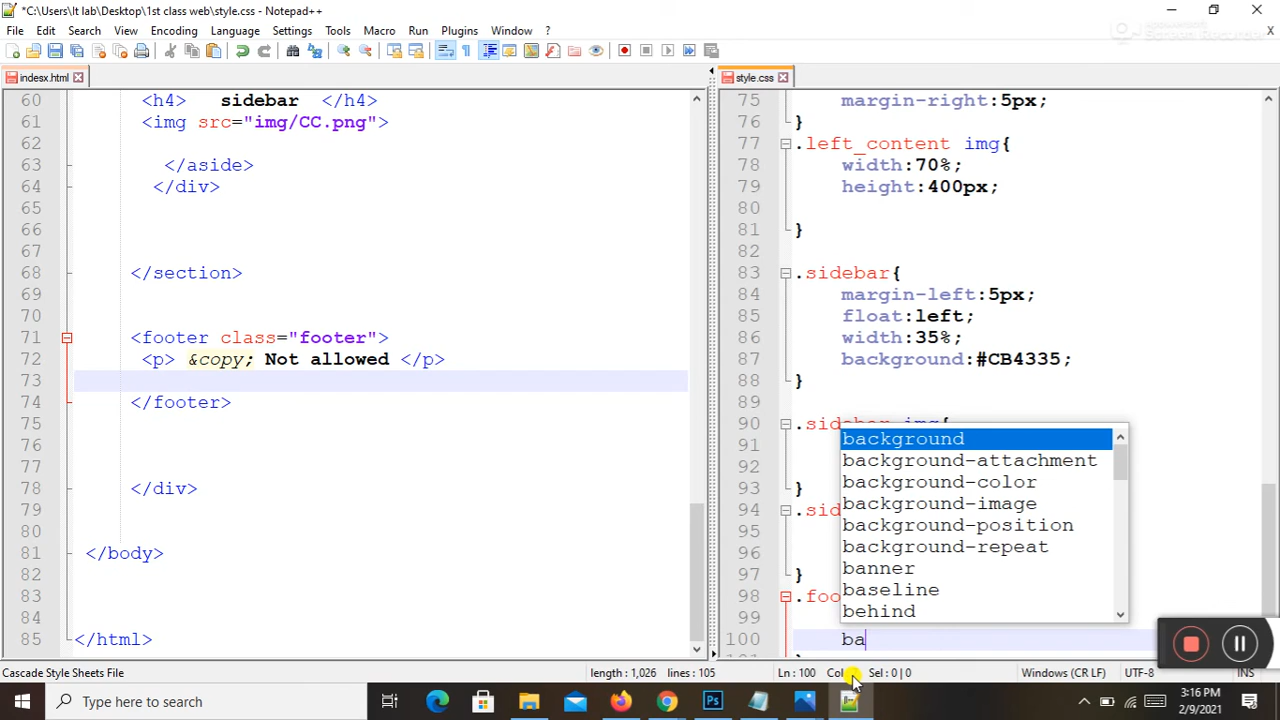 *C:\Users\lt lab\Desktop\1st class web\style.css - Notepad++
File Edit Search View Encoding Language Settings Tools Macro Run Plugins Window ?
indesx.html
60 <h4> sidebar </h4>
61 <img src="img/CC.png">
62
63 </aside>
64 </div>
65
66
67
68 </section>
69
70
71 <footer class="footer">
72 <p> &copy; Not allowed </p>
73
74 </footer>
75
76
77
78 </div>
79
80
81 </body>
82
83
84
85 </html>
style.css
75 margin-right:5px;
76 }
77 .left_content img{
78 width:70%;
79 height:400px;
80
81 }
82
83 .sidebar{
84 margin-left:5px;
85 float:left;
86 width:35%;
87 background:#CB4335;
88 }
89
90 .sidebar img{
91
92
93 }
94 .sid
95
96
97 }
98 .foo
99
100 ba
background
background-attachment
background-color
background-image
background-position
background-repeat
banner
baseline
behind
Cascade Style Sheets File length : 1,026 lines : 105 Ln : 100 Col Sel : 0 | 0 Windows (CR LF) UTF-8 INS
Type here to search
3:16 PM
2/9/2021